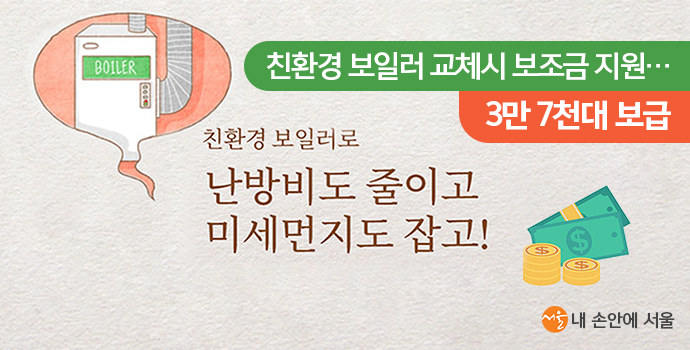 친환경 보일러 교체시 보조금 지원…
3만 7천대 보급
BOILER
친환경 보일러로
난방비도 줄이고
미세먼지도 잡고!
서울 내 손안에 서울